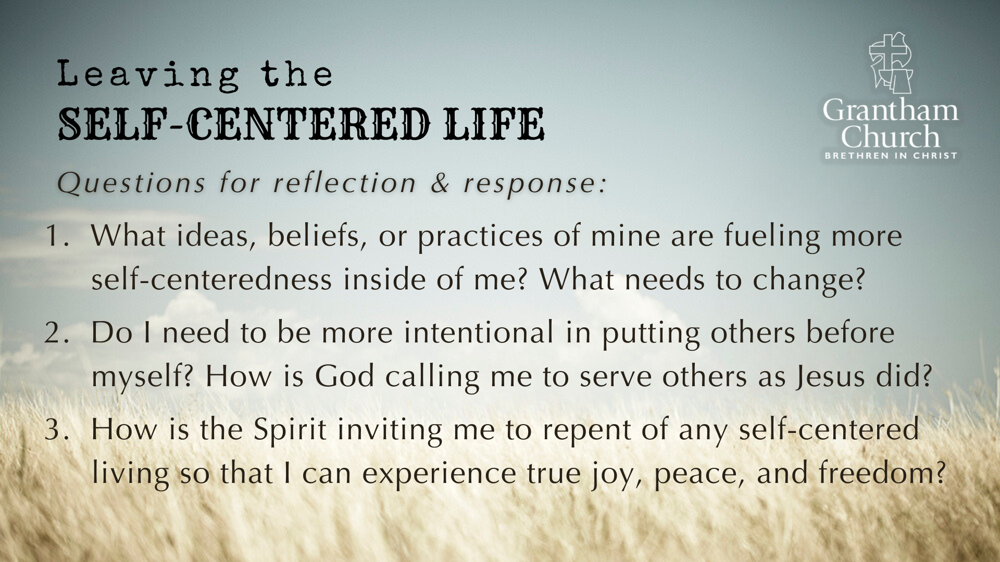 Leaving the
SELF-CENTERED LIFE
Grantham
Church
BRETHREN IN CHRIST
Questions for reflection & response:
1. What ideas, beliefs, or practices of mine are fueling more
self-centeredness inside of me? What needs to change?
2. Do I need to be more intentional in putting others before
myself? How is God calling me to serve others as Jesus did?
3. How is the Spirit inviting me to repent of any self-centered
living so that I can experience true joy, peace, and freedom?